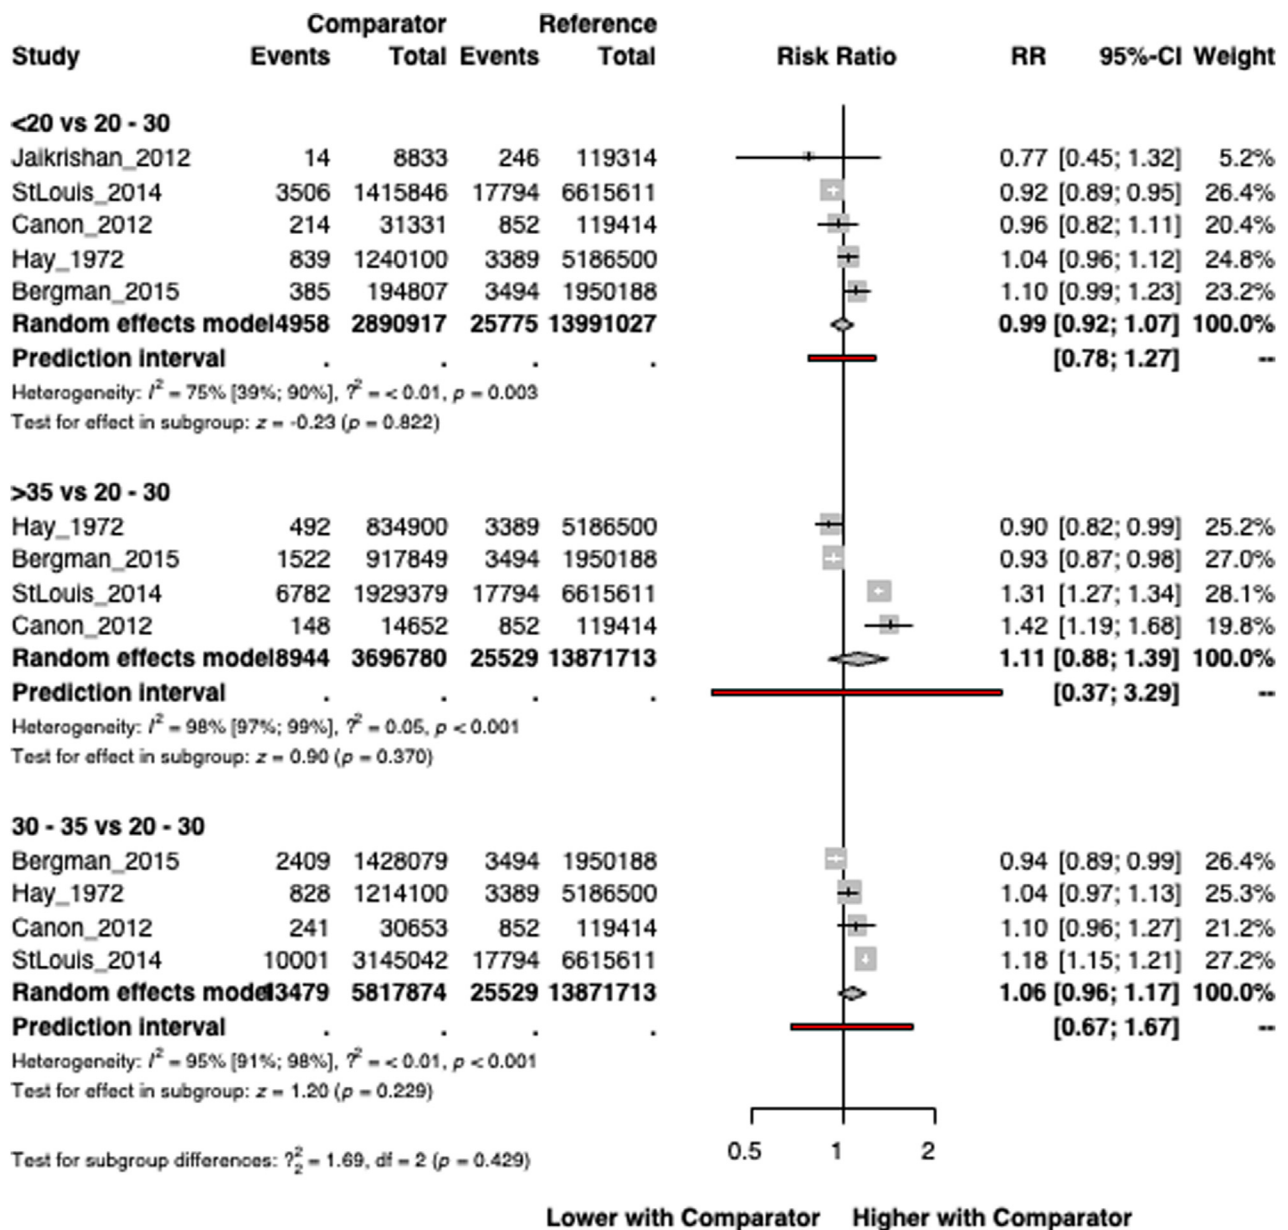 Comparator Reference
Study Events Total Events Total Risk Ratio RR 95%-CI Weight
<20 vs 20 - 30
Jaikrishan_2012 14 8833 246 119314 0.77 [0.45; 1.32] 5.2%
StLouis_2014 3506 1415846 17794 6615611 0.92 [0.89; 0.95] 26.4%
Canon_2012 214 31331 852 119414 0.96 [0.82; 1.11] 20.4%
Hay_1972 839 1240100 3389 5186500 1.04 [0.96; 1.12] 24.8%
Bergman_2015 385 194807 3494 1950188 1.10 [0.99; 1.23] 23.2%
Random effects model 4958 2890917 25775 13991027 0.99 [0.92; 1.07] 100.0%
Prediction interval . . . . [0.78; 1.27] --
Heterogeneity: I² = 75% [39%; 90%], ?² = < 0.01, p = 0.003
Test for effect in subgroup: z = -0.23 (p = 0.822)
>35 vs 20 - 30
Hay_1972 492 834900 3389 5186500 0.90 [0.82; 0.99] 25.2%
Bergman_2015 1522 917849 3494 1950188 0.93 [0.87; 0.98] 27.0%
StLouis_2014 6782 1929379 17794 6615611 1.31 [1.27; 1.34] 28.1%
Canon_2012 148 14652 852 119414 1.42 [1.19; 1.68] 19.8%
Random effects model 8944 3696780 25529 13871713 1.11 [0.88; 1.39] 100.0%
Prediction interval . . . . [0.37; 3.29] --
Heterogeneity: I² = 98% [97%; 99%], ?² = 0.05, p < 0.001
Test for effect in subgroup: z = 0.90 (p = 0.370)
30 - 35 vs 20 - 30
Bergman_2015 2409 1428079 3494 1950188 0.94 [0.89; 0.99] 26.4%
Hay_1972 828 1214100 3389 5186500 1.04 [0.97; 1.13] 25.3%
Canon_2012 241 30653 852 119414 1.10 [0.96; 1.27] 21.2%
StLouis_2014 10001 3145042 17794 6615611 1.18 [1.15; 1.21] 27.2%
Random effects model 13479 5817874 25529 13871713 1.06 [0.96; 1.17] 100.0%
Prediction interval . . . . [0.67; 1.67] --
Heterogeneity: I² = 95% [91%; 98%], ?² = < 0.01, p < 0.001
Test for effect in subgroup: z = 1.20 (p = 0.229)
0.5 1 2
Test for subgroup differences: ?²₂ = 1.69, df = 2 (p = 0.429)
Lower with Comparator Higher with Comparator